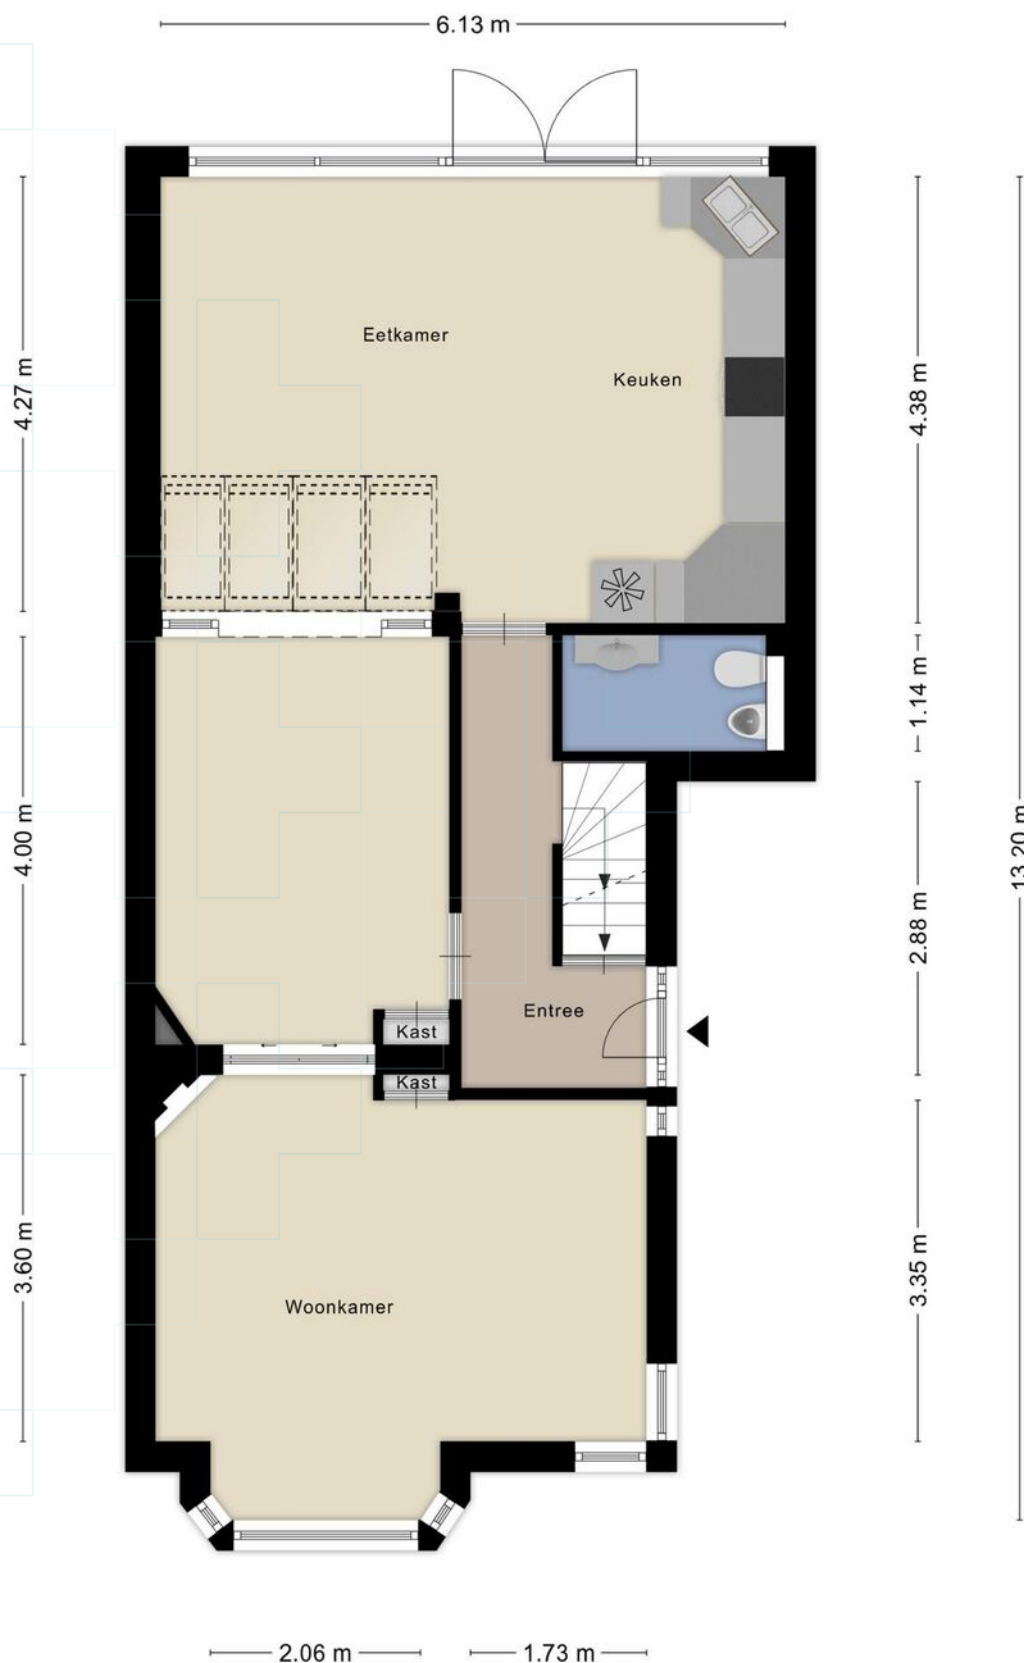 6.13 m
Eetkamer
Keuken
4.27 m
4.38 m
1.14 m
4.00 m
2.88 m
13.20 m
Entree
Kast
Kast
3.60 m
3.35 m
Woonkamer
2.06 m
1.73 m